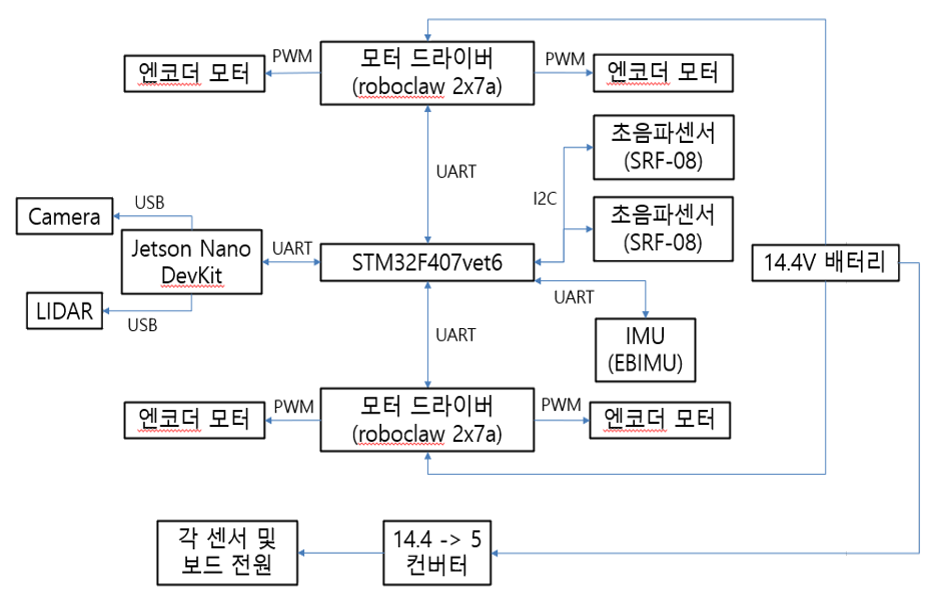 모터 드라이버
(roboclaw 2x7a)
엔코더 모터
PWM
PWM
엔코더 모터
초음파센서
(SRF-08)
UART
I2C
초음파센서
(SRF-08)
USB
Camera
Jetson Nano
DevKit
UART
STM32F407vet6
14.4V 배터리
LIDAR
USB
UART
IMU
(EBIMU)
UART
모터 드라이버
(roboclaw 2x7a)
엔코더 모터
PWM
PWM
엔코더 모터
각 센서 및
보드 전원
14.4 -> 5
컨버터